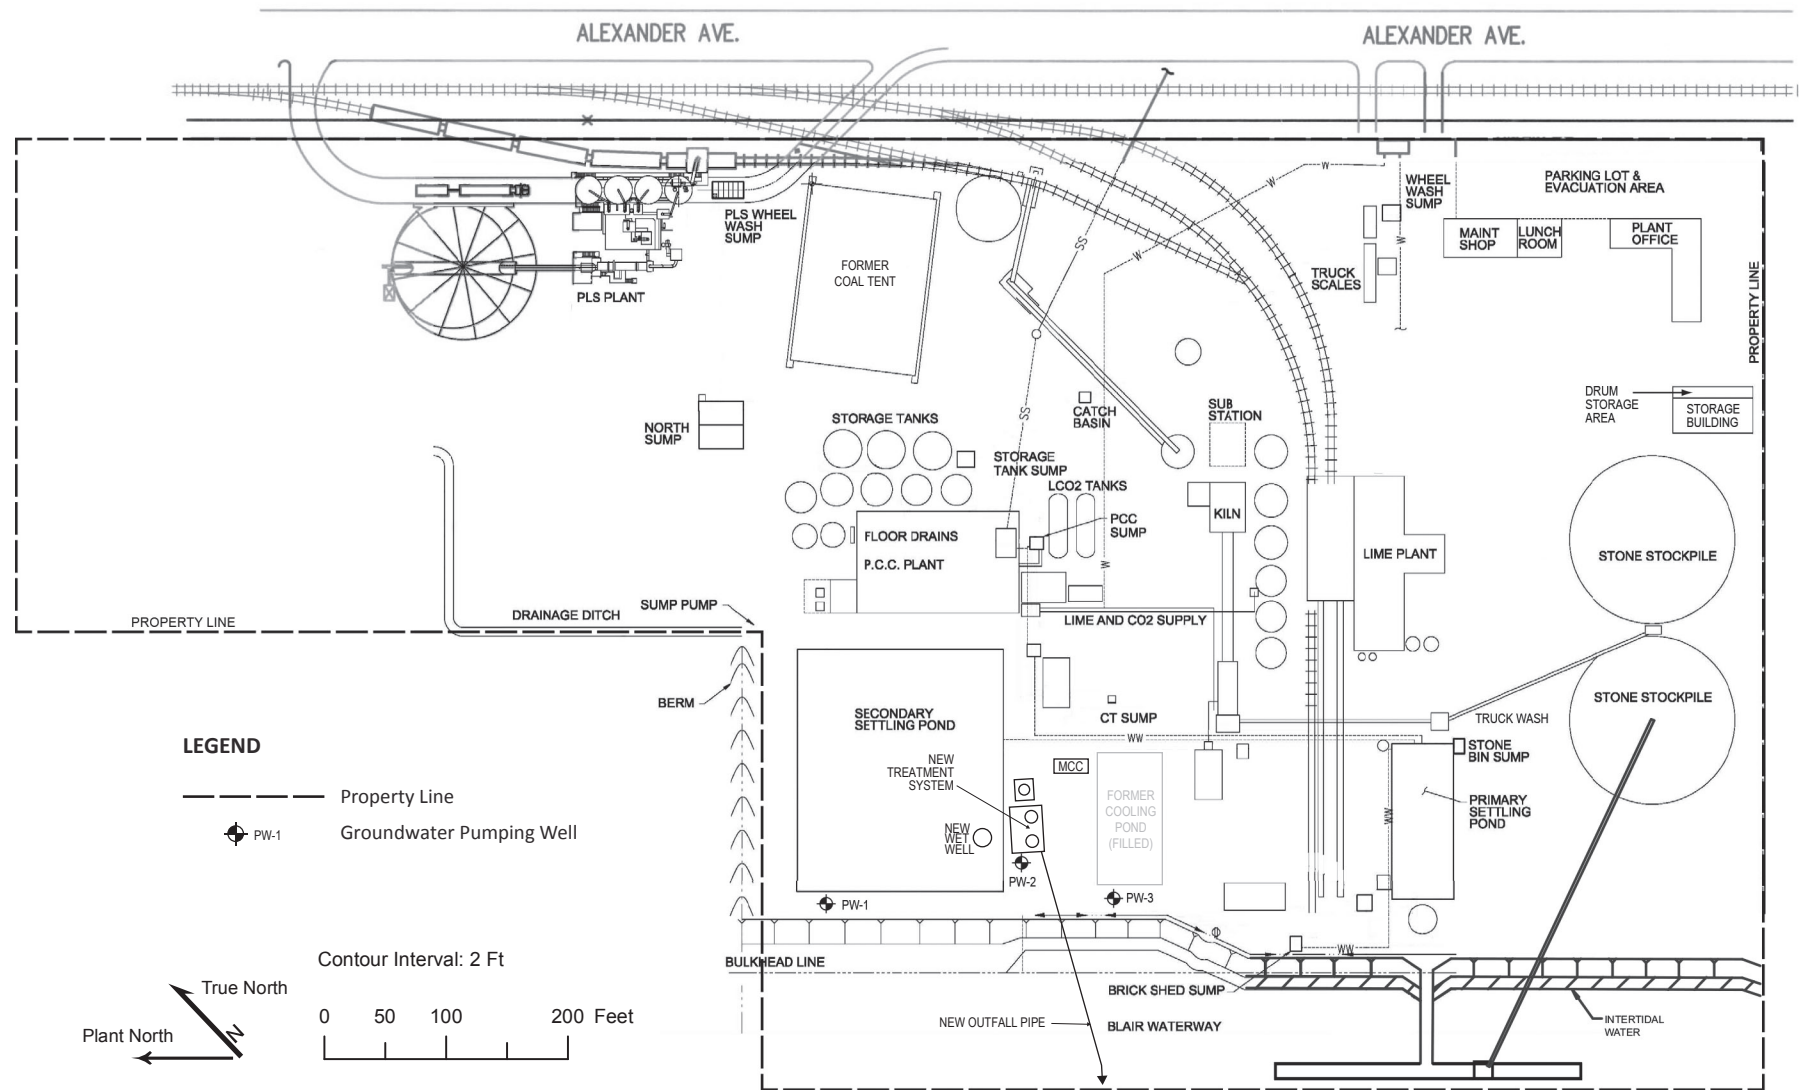 ALEXANDER AVE.
ALEXANDER AVE.
W
WHEEL
WASH
SUMP
PARKING LOT &
EVACUATION AREA
PLS WHEEL
WASH
SUMP
W
MAINT
SHOP
LUNCH
ROOM
PLANT
OFFICE
W
SS
W
FORMER
COAL TENT
TRUCK
SCALES
PLS PLANT
PROPERTY LINE
DRUM
STORAGE
AREA
STORAGE
BUILDING
SS
CATCH
BASIN
SUB
STATION
STORAGE TANKS
NORTH
SUMP
STORAGE
TANK SUMP
LCO2 TANKS
PCC
SUMP
KILN
FLOOR DRAINS
P.C.C. PLANT
W
LIME PLANT
STONE STOCKPILE
SUMP PUMP
DRAINAGE DITCH
PROPERTY LINE
LIME AND CO2 SUPPLY
BERM
SECONDARY
SETTLING POND
CT SUMP
STONE STOCKPILE
TRUCK WASH
WW
STONE
BIN SUMP
LEGEND
Property Line
PW-1
Groundwater Pumping Well
NEW
TREATMENT
SYSTEM
MCC
FORMER
COOLING
POND
(FILLED)
PRIMARY
SETTLING
POND
WW
NEW
WET
WELL
PW-2
PW-1
PW-3
WW
BULKHEAD LINE
BRICK SHED SUMP
NEW OUTFALL PIPE
BLAIR WATERWAY
INTERTIDAL
WATER
Contour Interval: 2 Ft
True North
Plant North
N
0 50 100 200 Feet